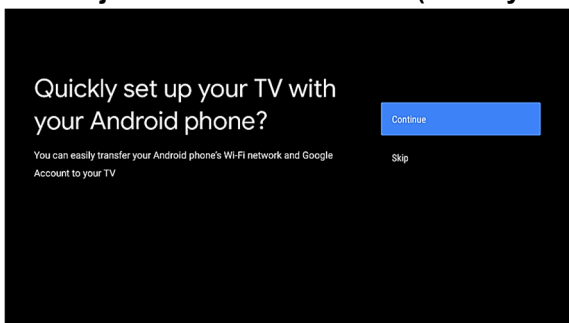 Quickly set up your TV with
your Android phone?
You can easily transfer your Android phone's Wi-Fi network and Google
Account to your TV
Continue
Skip